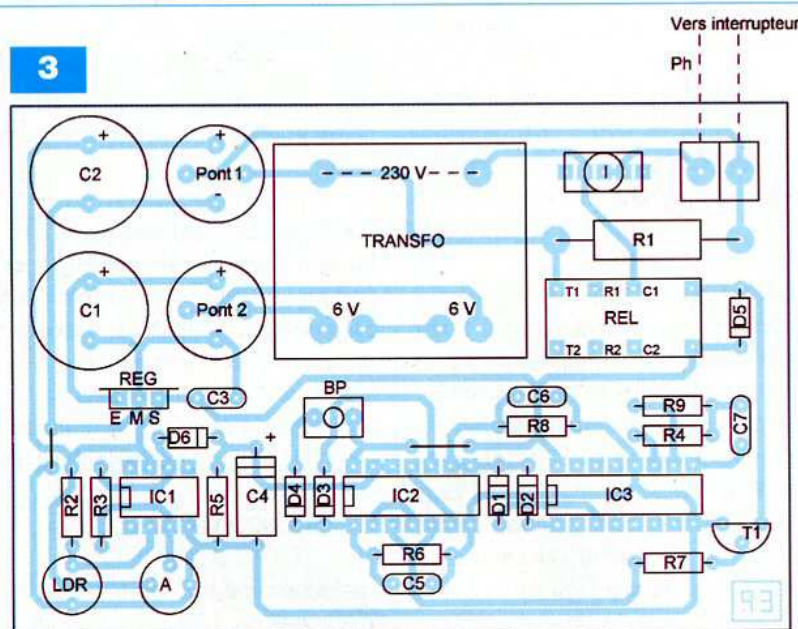 Vers interrupteur
3
Ph
C2
+
Pont 1
+
-
- - - 230 V - - -
TRANSFO
I
R1
C1
+
Pont 2
+
-
6 V
6 V
T1 R1 C1
REL
T2 R2 C2
D5
REG
E M S
C3
BP
C6
R9
R8
R4
C7
D6
+
R2
R3
IC1
R5
C4
D4
D3
IC2
D1
D2
IC3
T1
LDR
A
R6
C5
R7